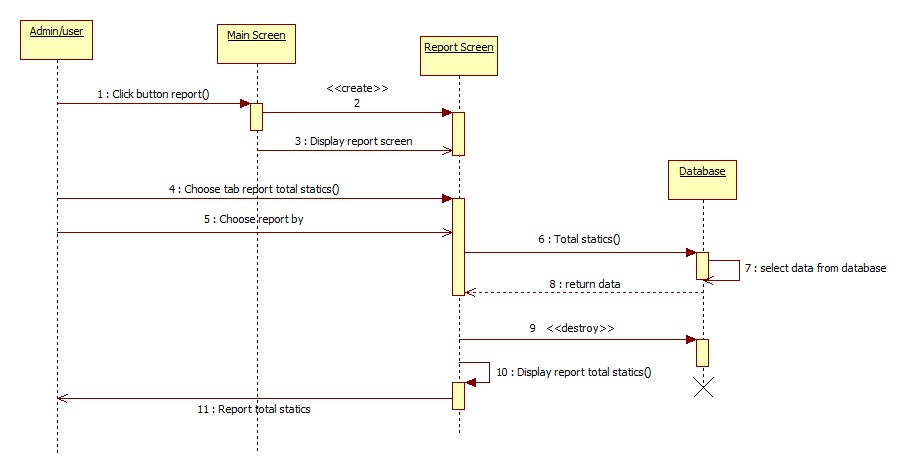 Admin/user
Main Screen
Report Screen
1 : Click button report()
<<create>>
2
3 : Display report screen
Database
4 : Choose tab report total statics()
5 : Choose report by
6 : Total statics()
7 : select data from database
8 : return data
9 <<destroy>>
10 : Display report total statics()
11 : Report total statics